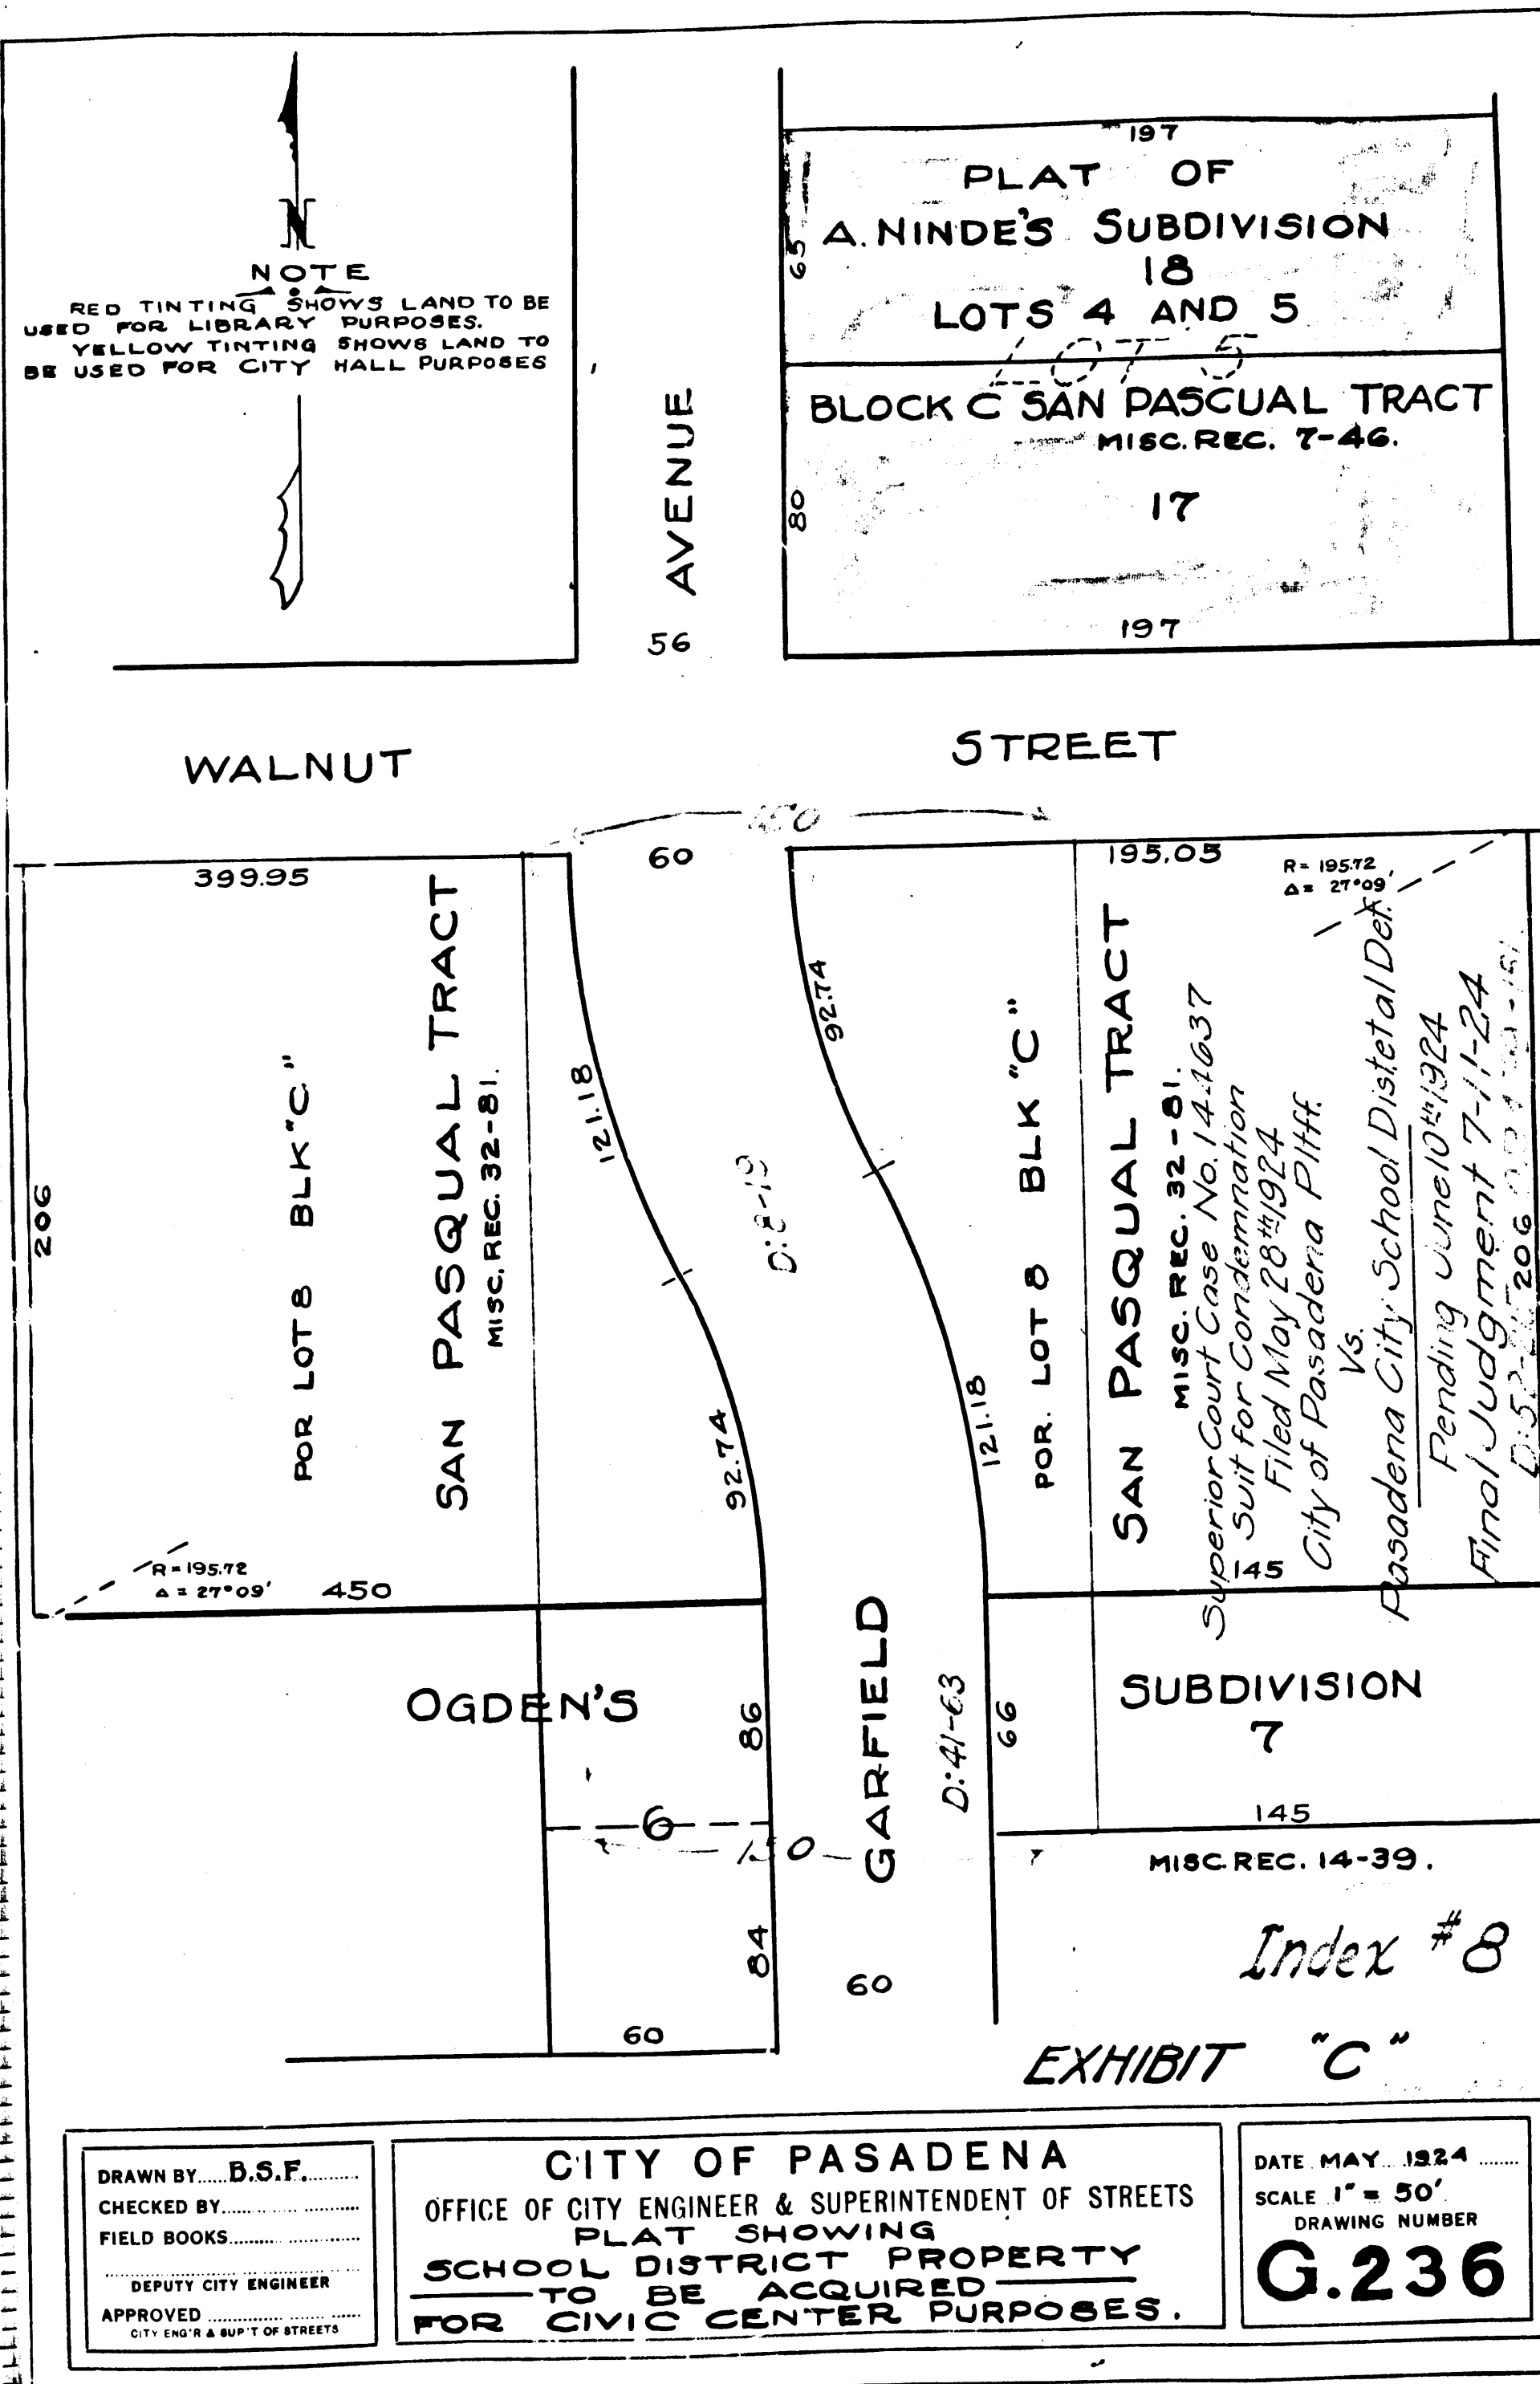 N
NOTE
RED TINTING SHOWS LAND TO BE
USED FOR LIBRARY PURPOSES.
YELLOW TINTING SHOWS LAND TO
BE USED FOR CITY HALL PURPOSES
AVENUE
56
197
PLAT OF
A. NINDE'S SUBDIVISION
18
LOTS 4 AND 5
65
LOT 5
BLOCK C SAN PASCUAL TRACT
MISC. REC. 7-46.
80
17
197
WALNUT
STREET
150
399.95
60
195.05
R = 195.72
Δ = 27°09'
206
POR LOT 8 BLK "C"
SAN PASQUAL TRACT
MISC. REC. 32-81.
121.18
92.74
D:8-19
92.74
121.18
POR. LOT 8 BLK "C"
SAN PASQUAL TRACT
MISC. REC. 32-81.
Superior Court Case No. 144637
Suit for Condemnation
Filed May 28th 1924
City of Pasadena Pltff.
Vs.
Pasadena City School Dist et al Def.
Pending June 10th 1924
Final Judgment 7-11-24
206
R = 195.72
Δ = 27°09'
450
145
OGDEN'S
SUBDIVISION
7
86
GARFIELD
D:41-63
66
6
150
145
MISC. REC. 14-39.
84
60
60
Index #8
EXHIBIT "C"
DRAWN BY B.S.F.
CHECKED BY
FIELD BOOKS
DEPUTY CITY ENGINEER
APPROVED
CITY ENG'R & SUP'T OF STREETS
CITY OF PASADENA
OFFICE OF CITY ENGINEER & SUPERINTENDENT OF STREETS
PLAT SHOWING
SCHOOL DISTRICT PROPERTY
TO BE ACQUIRED
FOR CIVIC CENTER PURPOSES.
DATE MAY 1924
SCALE 1" = 50'
DRAWING NUMBER
G.236